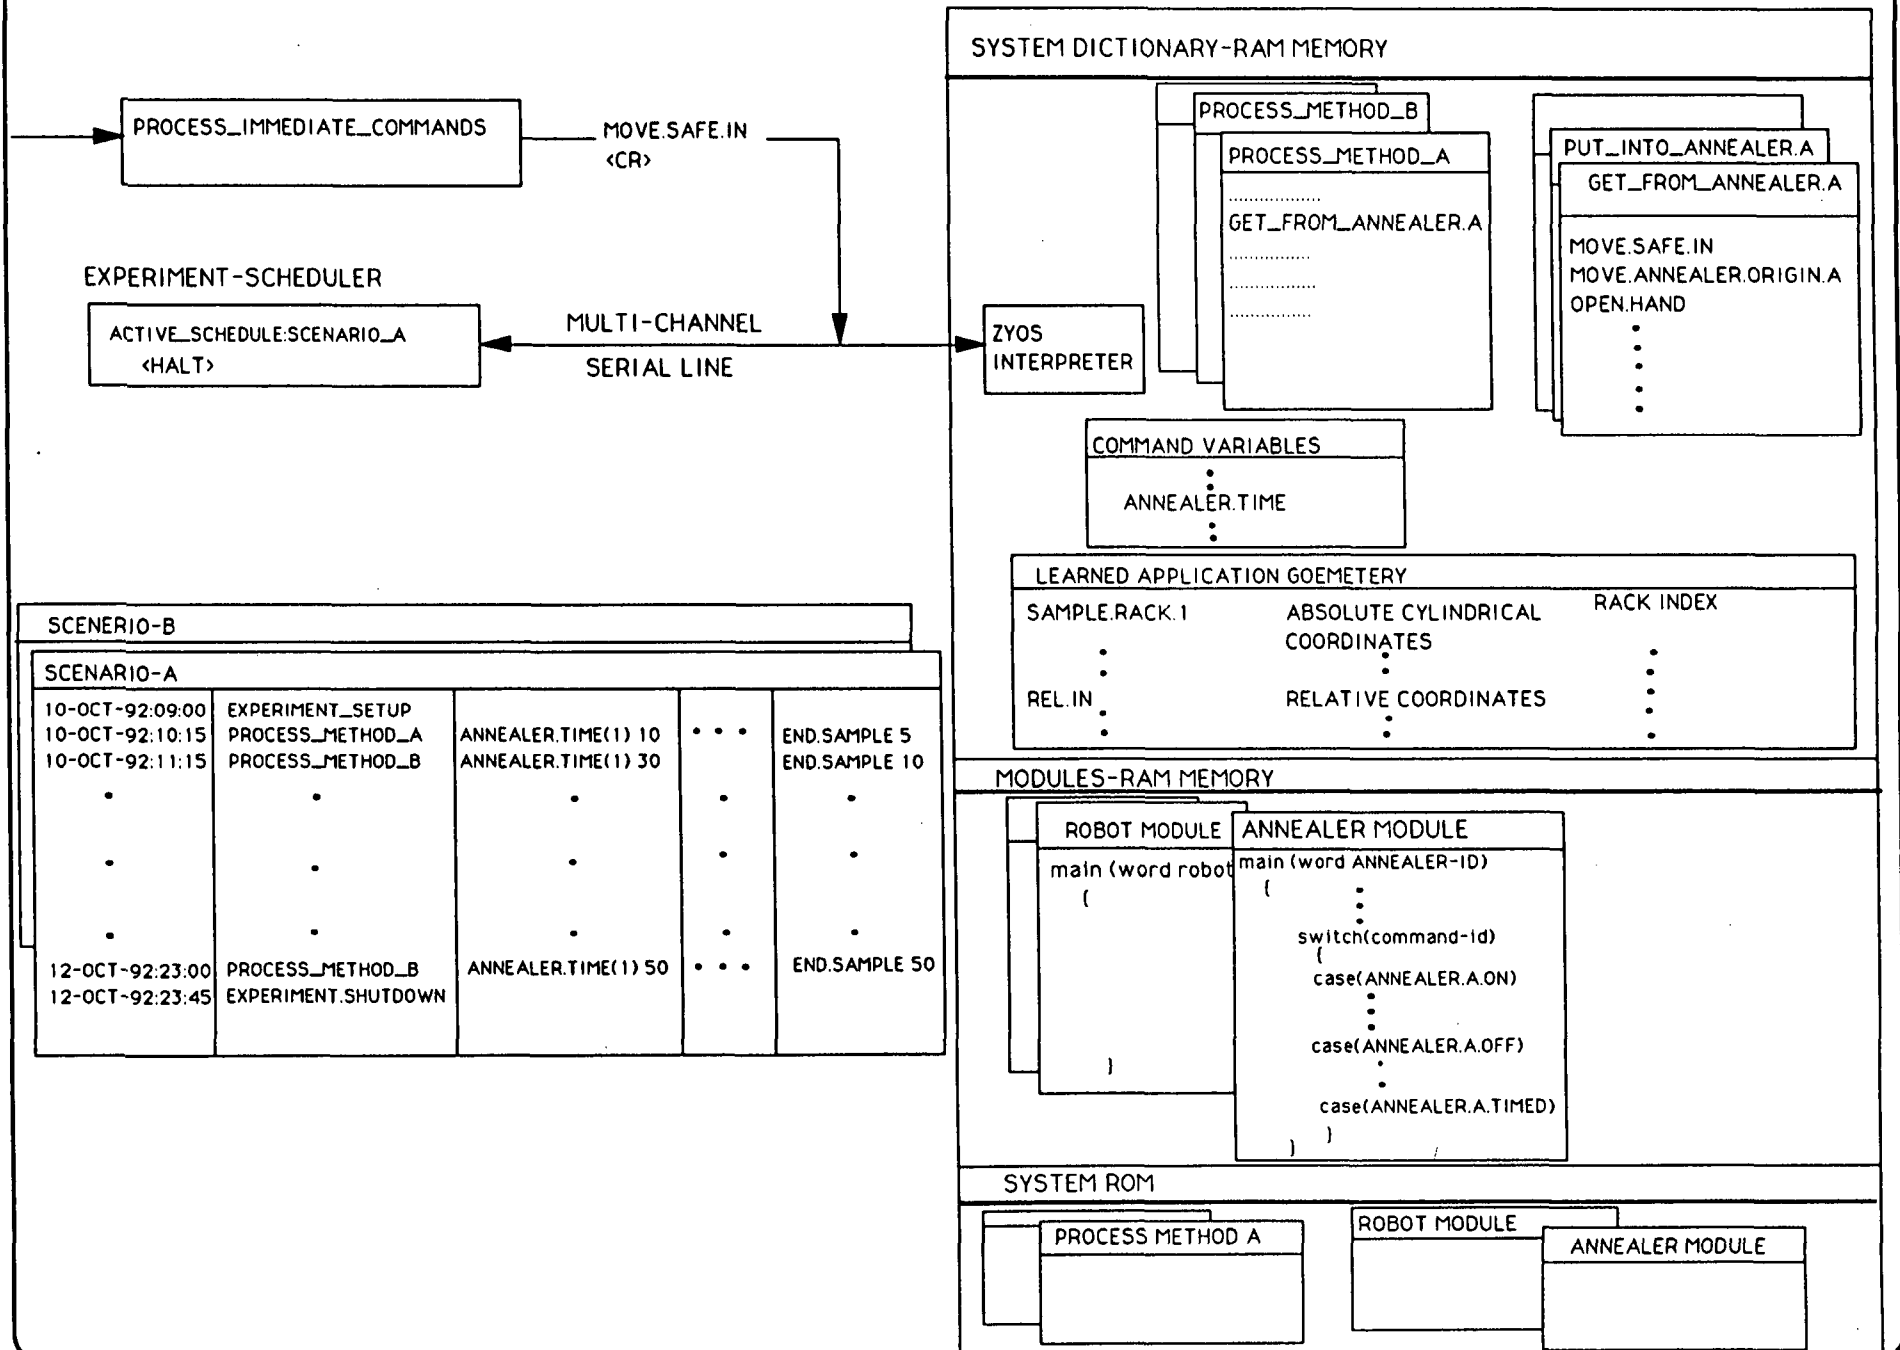 SYSTEM DICTIONARY-RAM MEMORY
PROCESS_IMMEDIATE_COMMANDS
MOVE.SAFE.IN
<CR>
EXPERIMENT-SCHEDULER
ACTIVE_SCHEDULE:SCENARIO_A
<HALT>
MULTI-CHANNEL
SERIAL LINE
ZYOS
INTERPRETER
PROCESS_METHOD_B
PROCESS_METHOD_A
..................
GET_FROM_ANNEALER.A
................
.................
................
PUT_INTO_ANNEALER.A
GET_FROM_ANNEALER.A
MOVE.SAFE.IN
MOVE.ANNEALER.ORIGIN.A
OPEN.HAND
COMMAND VARIABLES
ANNEALER.TIME
LEARNED APPLICATION GOEMETERY
SAMPLE.RACK.1 ABSOLUTE CYLINDRICAL RACK INDEX
COORDINATES
REL.IN RELATIVE COORDINATES
SCENERIO-B
SCENARIO-A
10-OCT-92:09:00 EXPERIMENT_SETUP
10-OCT-92:10:15 PROCESS_METHOD_A ANNEALER.TIME(1) 10 • • • END.SAMPLE 5
10-OCT-92:11:15 PROCESS_METHOD_B ANNEALER.TIME(1) 30 END.SAMPLE 10
12-OCT-92:23:00 PROCESS_METHOD_B ANNEALER.TIME(1) 50 • • • END.SAMPLE 50
12-OCT-92:23:45 EXPERIMENT.SHUTDOWN
MODULES-RAM MEMORY
ROBOT MODULE
main (word robot
{
}
ANNEALER MODULE
main (word ANNEALER-ID)
{
switch(command-id)
{
case(ANNEALER.A.ON)
case(ANNEALER.A.OFF)
case(ANNEALER.A.TIMED)
}
}
SYSTEM ROM
PROCESS METHOD A
ROBOT MODULE
ANNEALER MODULE